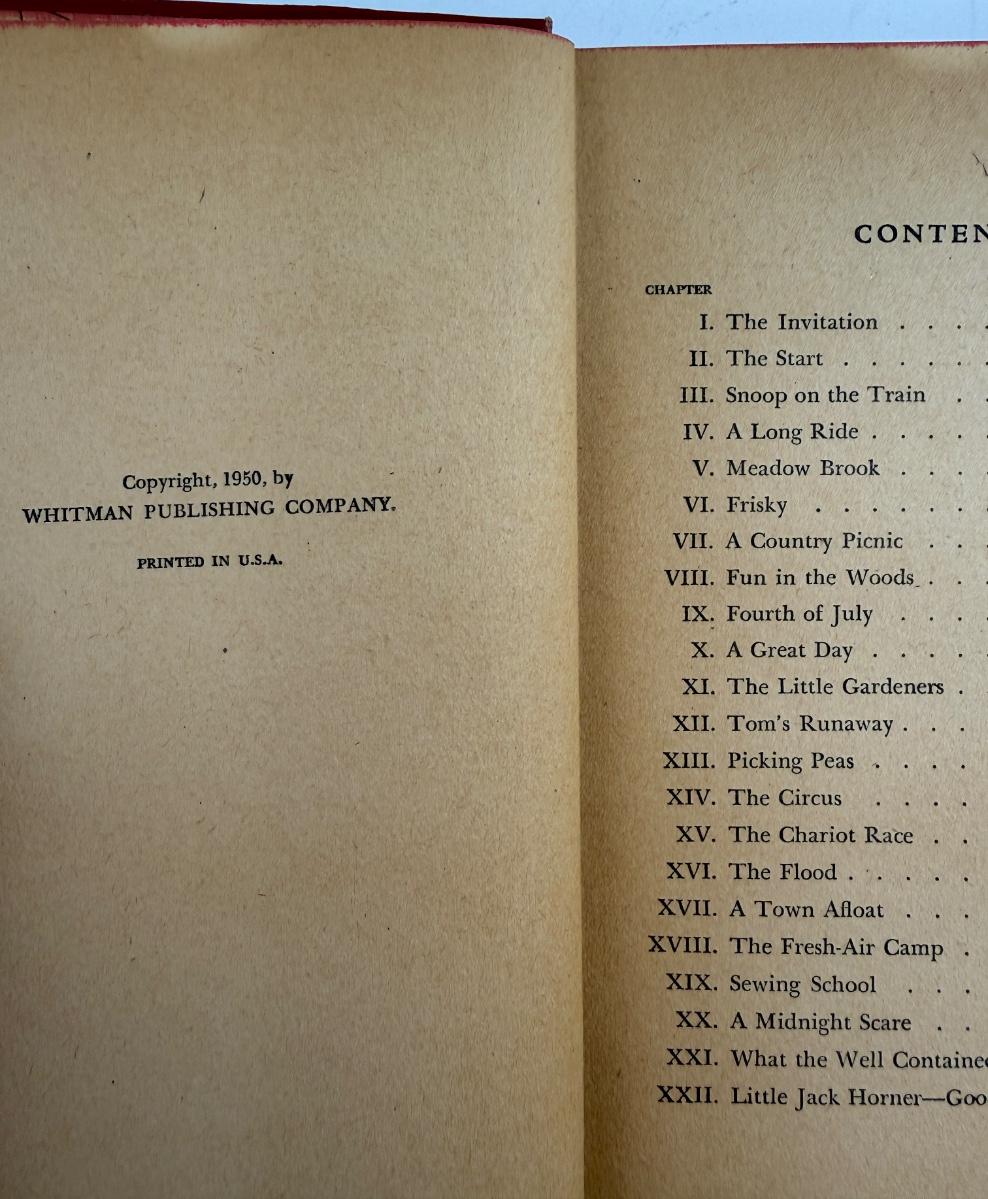 Copyright, 1950, by
WHITMAN PUBLISHING COMPANY.
PRINTED IN U.S.A.
CONTEN
CHAPTER
I. The Invitation . . . .
II. The Start . . . . . .
III. Snoop on the Train . .
IV. A Long Ride . . . . .
V. Meadow Brook . . . .
VI. Frisky . . . . . . .
VII. A Country Picnic . . .
VIII. Fun in the Woods . . .
IX. Fourth of July . . . .
X. A Great Day . . . . .
XI. The Little Gardeners .
XII. Tom's Runaway . . .
XIII. Picking Peas . . . .
XIV. The Circus . . . .
XV. The Chariot Race . .
XVI. The Flood . . . . .
XVII. A Town Afloat . . .
XVIII. The Fresh-Air Camp .
XIX. Sewing School . . .
XX. A Midnight Scare . .
XXI. What the Well Containe
XXII. Little Jack Horner—Goo